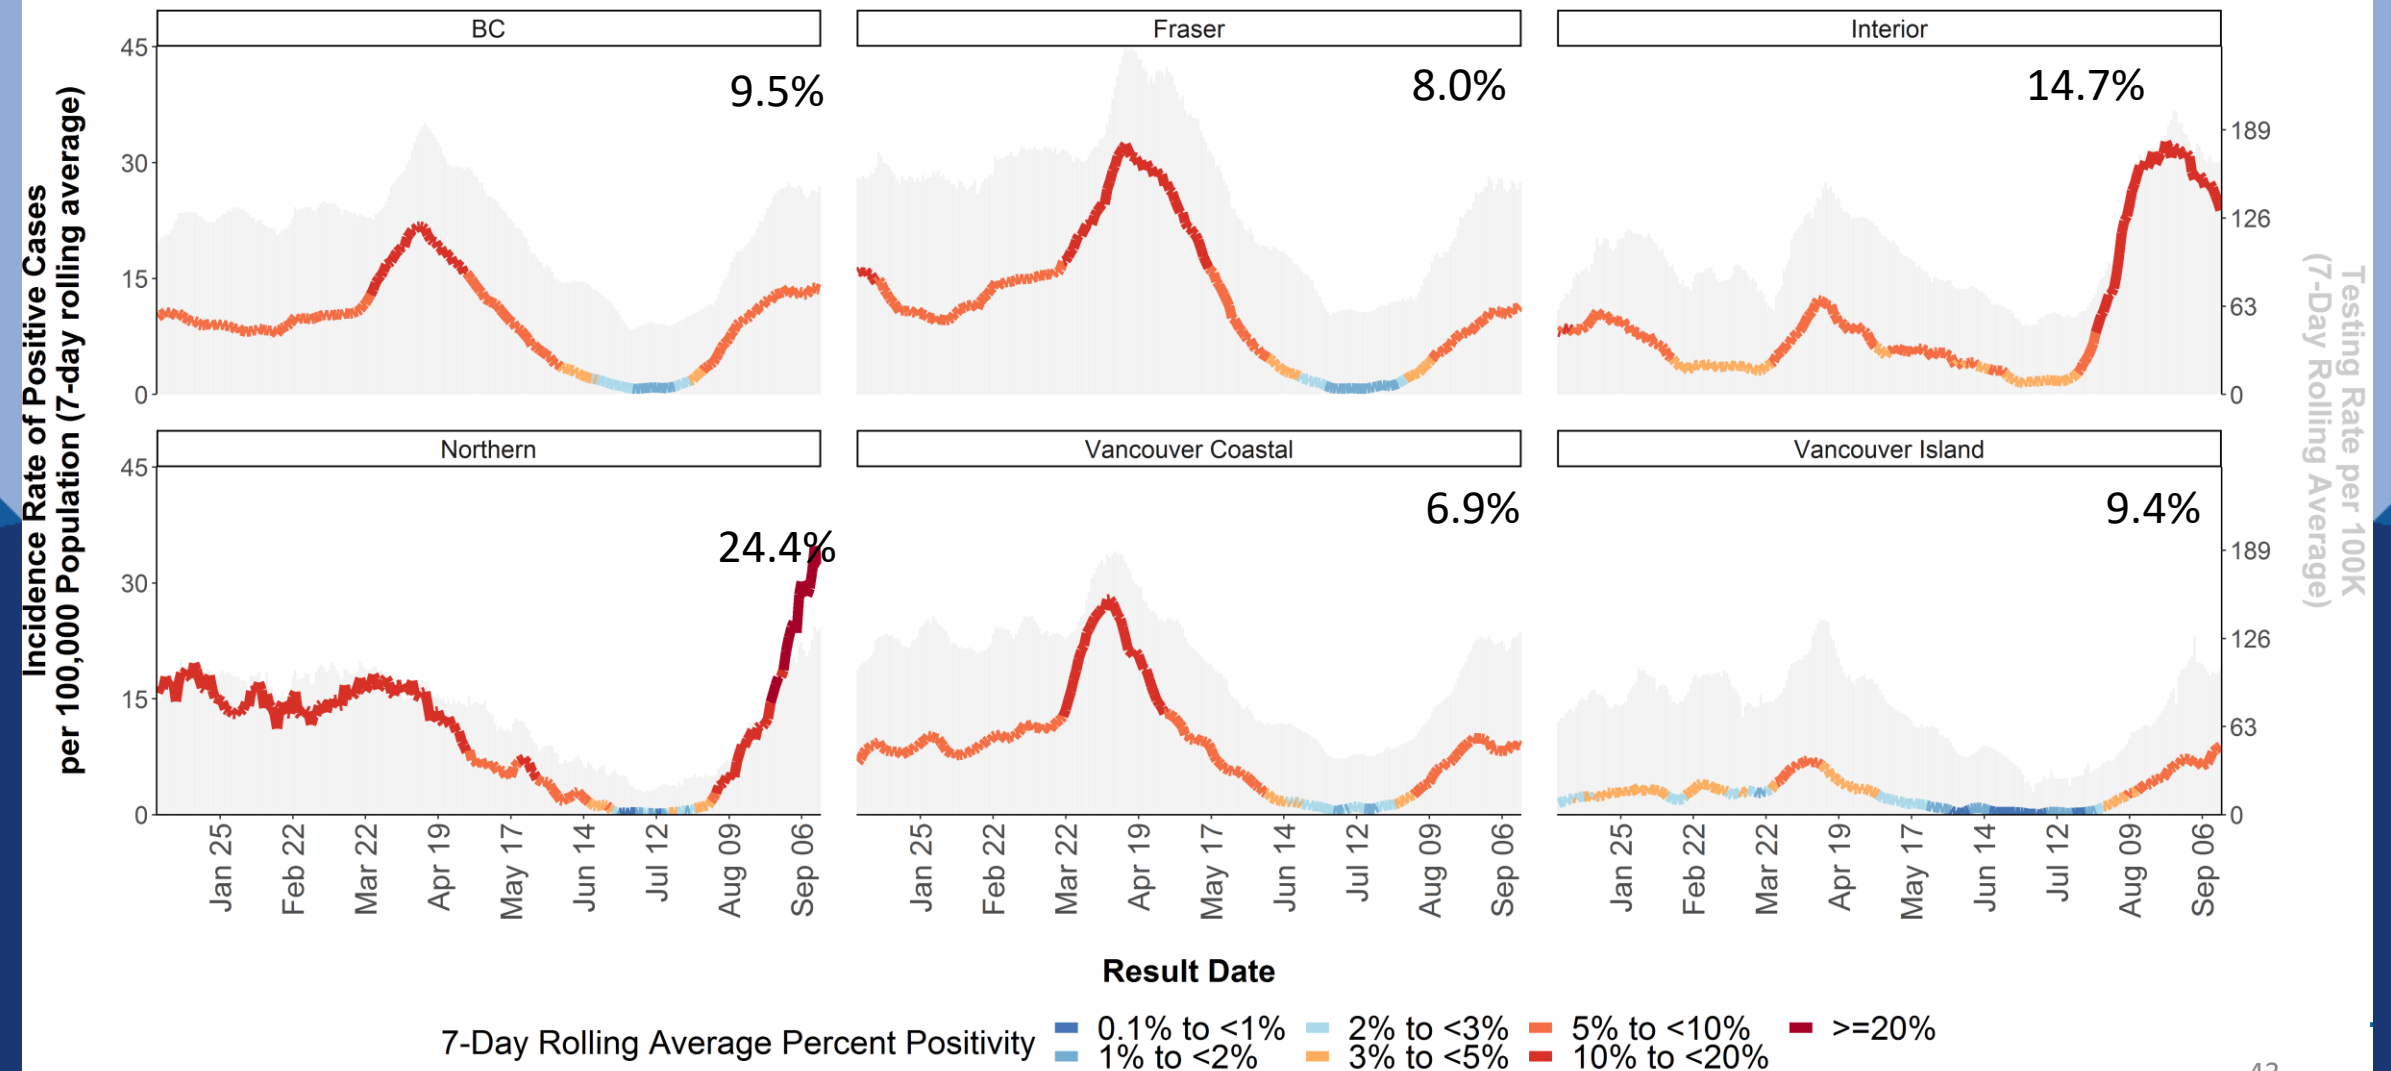 BC
Fraser
Interior
45
30
15
0
9.5%
8.0%
14.7%
189
126
63
0
Northern
Vancouver Coastal
Vancouver Island
45
30
15
0
24.4%
6.9%
9.4%
189
126
63
0
Incidence Rate of Positive Cases
per 100,000 Population (7-day rolling average)
Testing Rate per 100K
(7-Day Rolling Average)
Jan 25
Feb 22
Mar 22
Apr 19
May 17
Jun 14
Jul 12
Aug 09
Sep 06
Jan 25
Feb 22
Mar 22
Apr 19
May 17
Jun 14
Jul 12
Aug 09
Sep 06
Jan 25
Feb 22
Mar 22
Apr 19
May 17
Jun 14
Jul 12
Aug 09
Sep 06
Result Date
7-Day Rolling Average Percent Positivity
0.1% to <1%
2% to <3%
5% to <10%
>=20%
1% to <2%
3% to <5%
10% to <20%